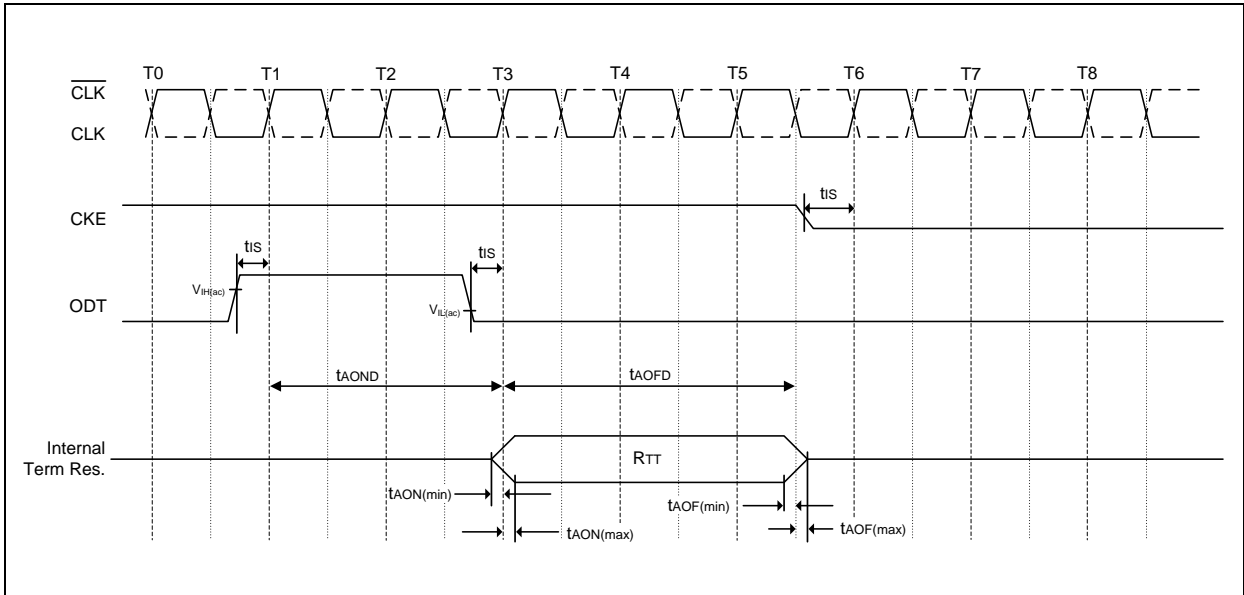 T0 T1 T2 T3 T4 T5 T6 T7 T8
CLK
CLK
CKE
tIS
tIS
tIS
VIH(ac)
ODT
VIL(ac)
tAOND
tAOFD
Internal
Term Res.
RTT
tAON(min)
tAOF(min)
tAON(max)
tAOF(max)